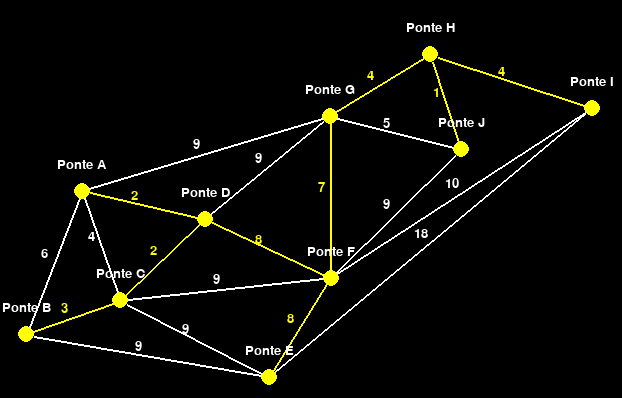 Ponte H
4
4
Ponte I
Ponte G
1
Ponte J
5
9
9
Ponte A
10
2
Ponte D
7
9
18
4
8
6
2
Ponte F
Ponte C
9
Ponte B
3
8
9
9
Ponte E